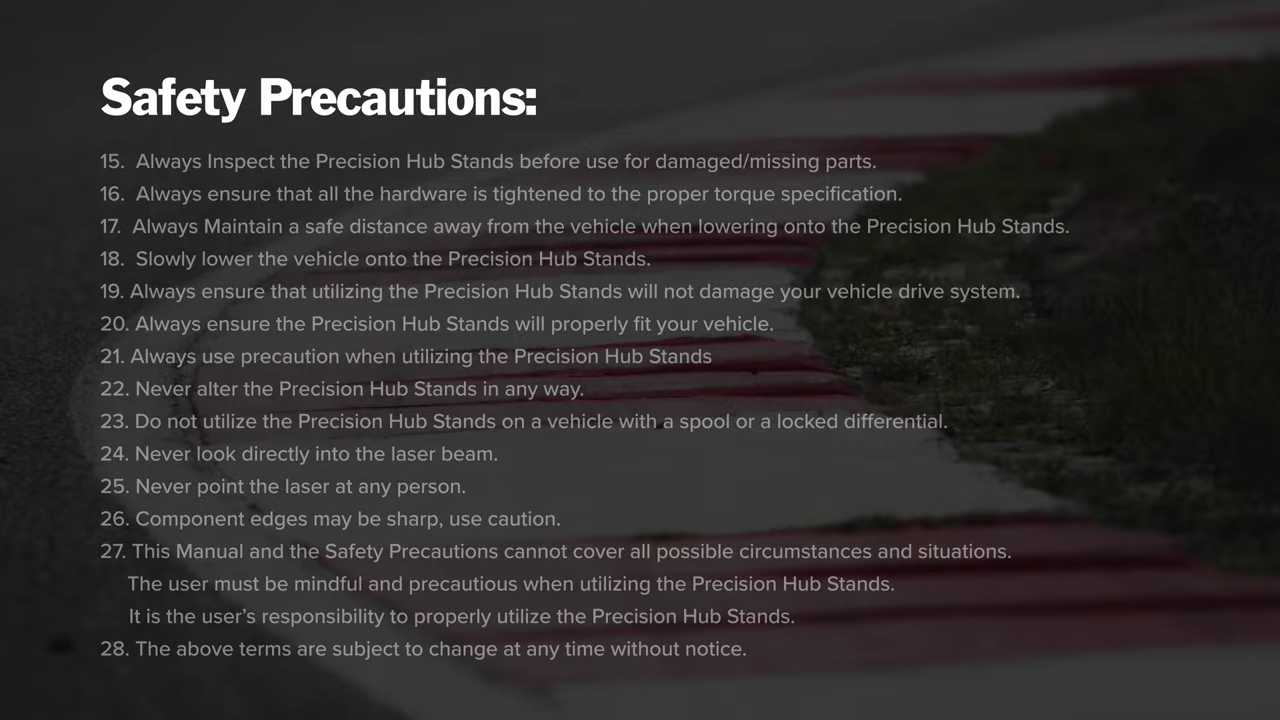 Safety Precautions:
15. Always Inspect the Precision Hub Stands before use for damaged/missing parts.
16. Always ensure that all the hardware is tightened to the proper torque specification.
17. Always Maintain a safe distance away from the vehicle when lowering onto the Precision Hub Stands.
18. Slowly lower the vehicle onto the Precision Hub Stands.
19. Always ensure that utilizing the Precision Hub Stands will not damage your vehicle drive system.
20. Always ensure the Precision Hub Stands will properly fit your vehicle.
21. Always use precaution when utilizing the Precision Hub Stands
22. Never alter the Precision Hub Stands in any way.
23. Do not utilize the Precision Hub Stands on a vehicle with a spool or a locked differential.
24. Never look directly into the laser beam.
25. Never point the laser at any person.
26. Component edges may be sharp, use caution.
27. This Manual and the Safety Precautions cannot cover all possible circumstances and situations.
The user must be mindful and precautious when utilizing the Precision Hub Stands.
It is the user’s responsibility to properly utilize the Precision Hub Stands.
28. The above terms are subject to change at any time without notice.